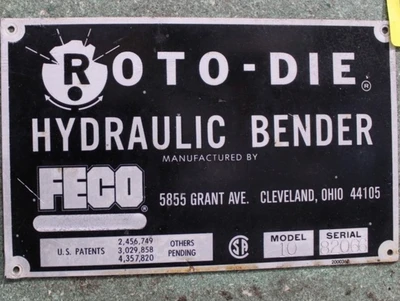 ROTO-DIE®
HYDRAULIC BENDER
MANUFACTURED BY
FECO
5855 GRANT AVE. CLEVELAND, OHIO 44105
U.S. PATENTS
2,456,749
3,029,858
4,357,820
OTHERS
PENDING
SA
MODEL
10
SERIAL